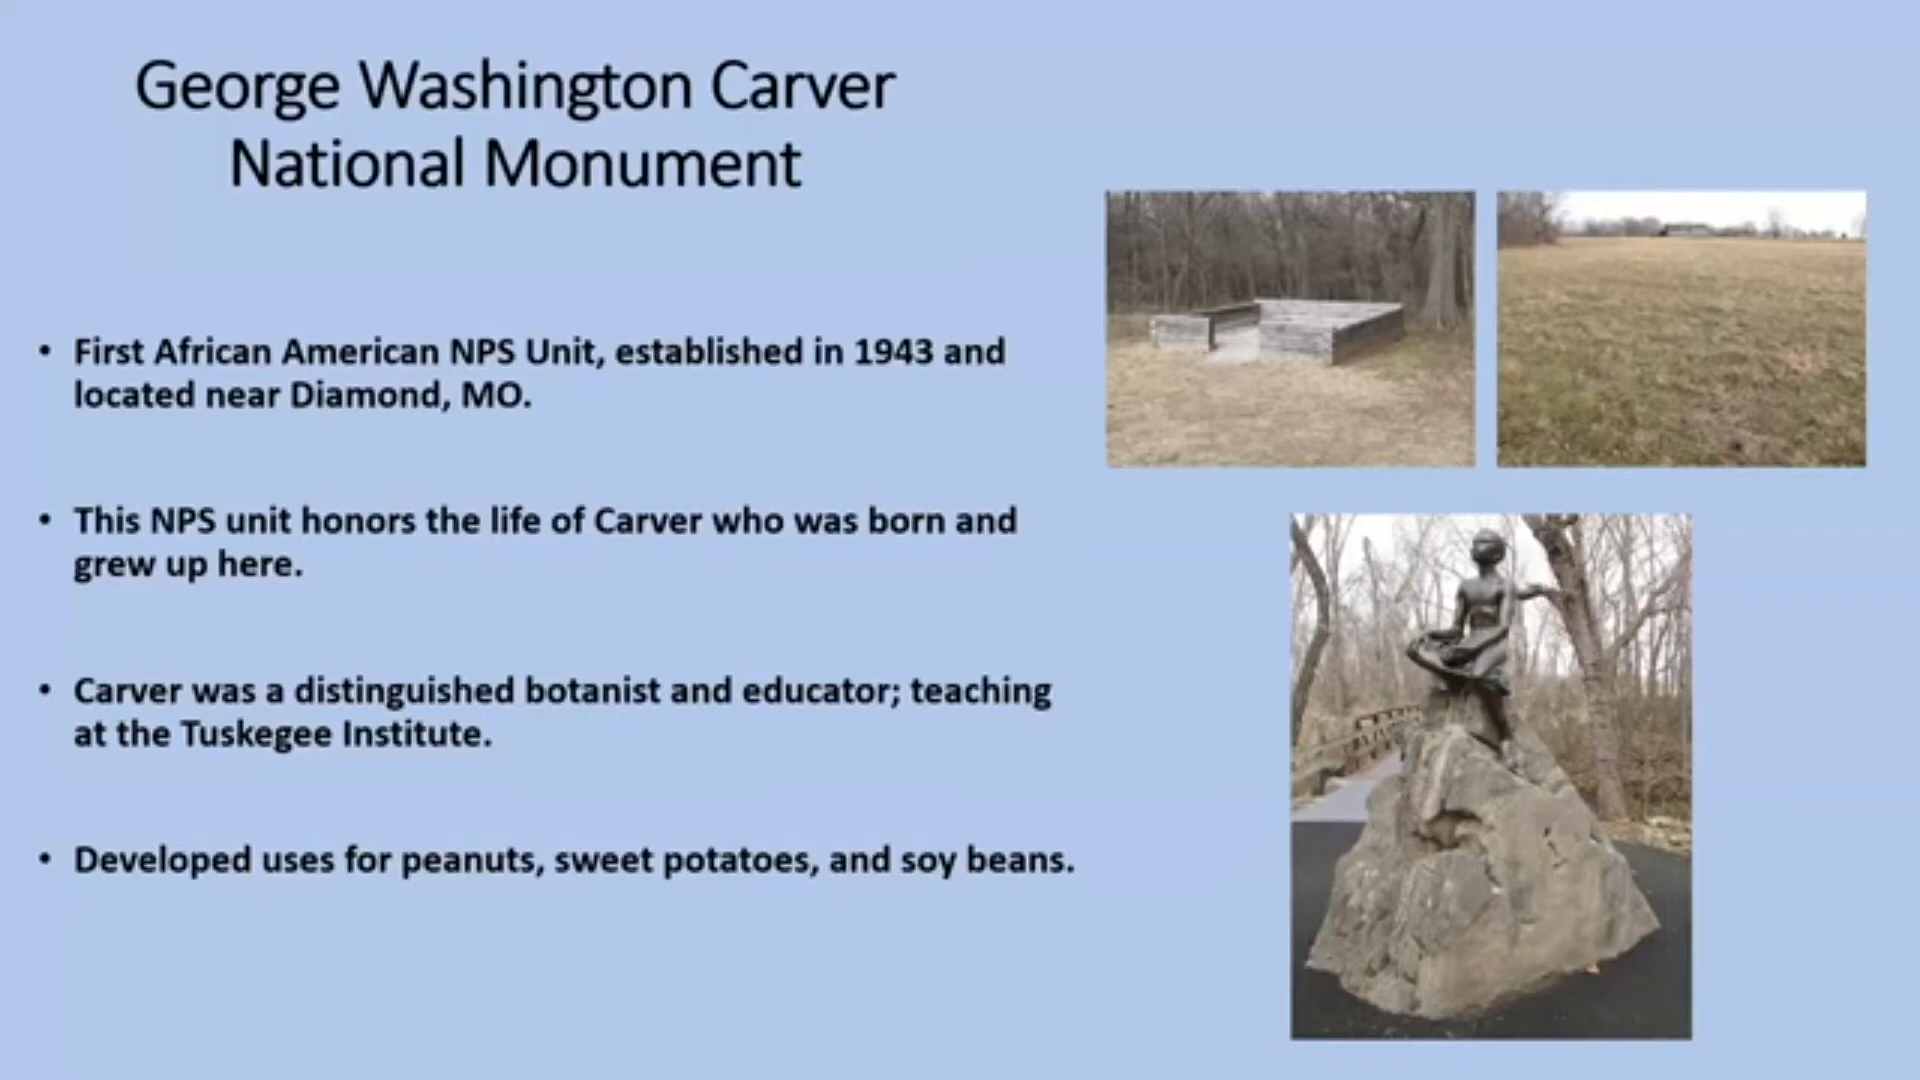 George Washington Carver
National Monument
• First African American NPS Unit, established in 1943 and
located near Diamond, MO.
• This NPS unit honors the life of Carver who was born and
grew up here.
• Carver was a distinguished botanist and educator; teaching
at the Tuskegee Institute.
• Developed uses for peanuts, sweet potatoes, and soy beans.